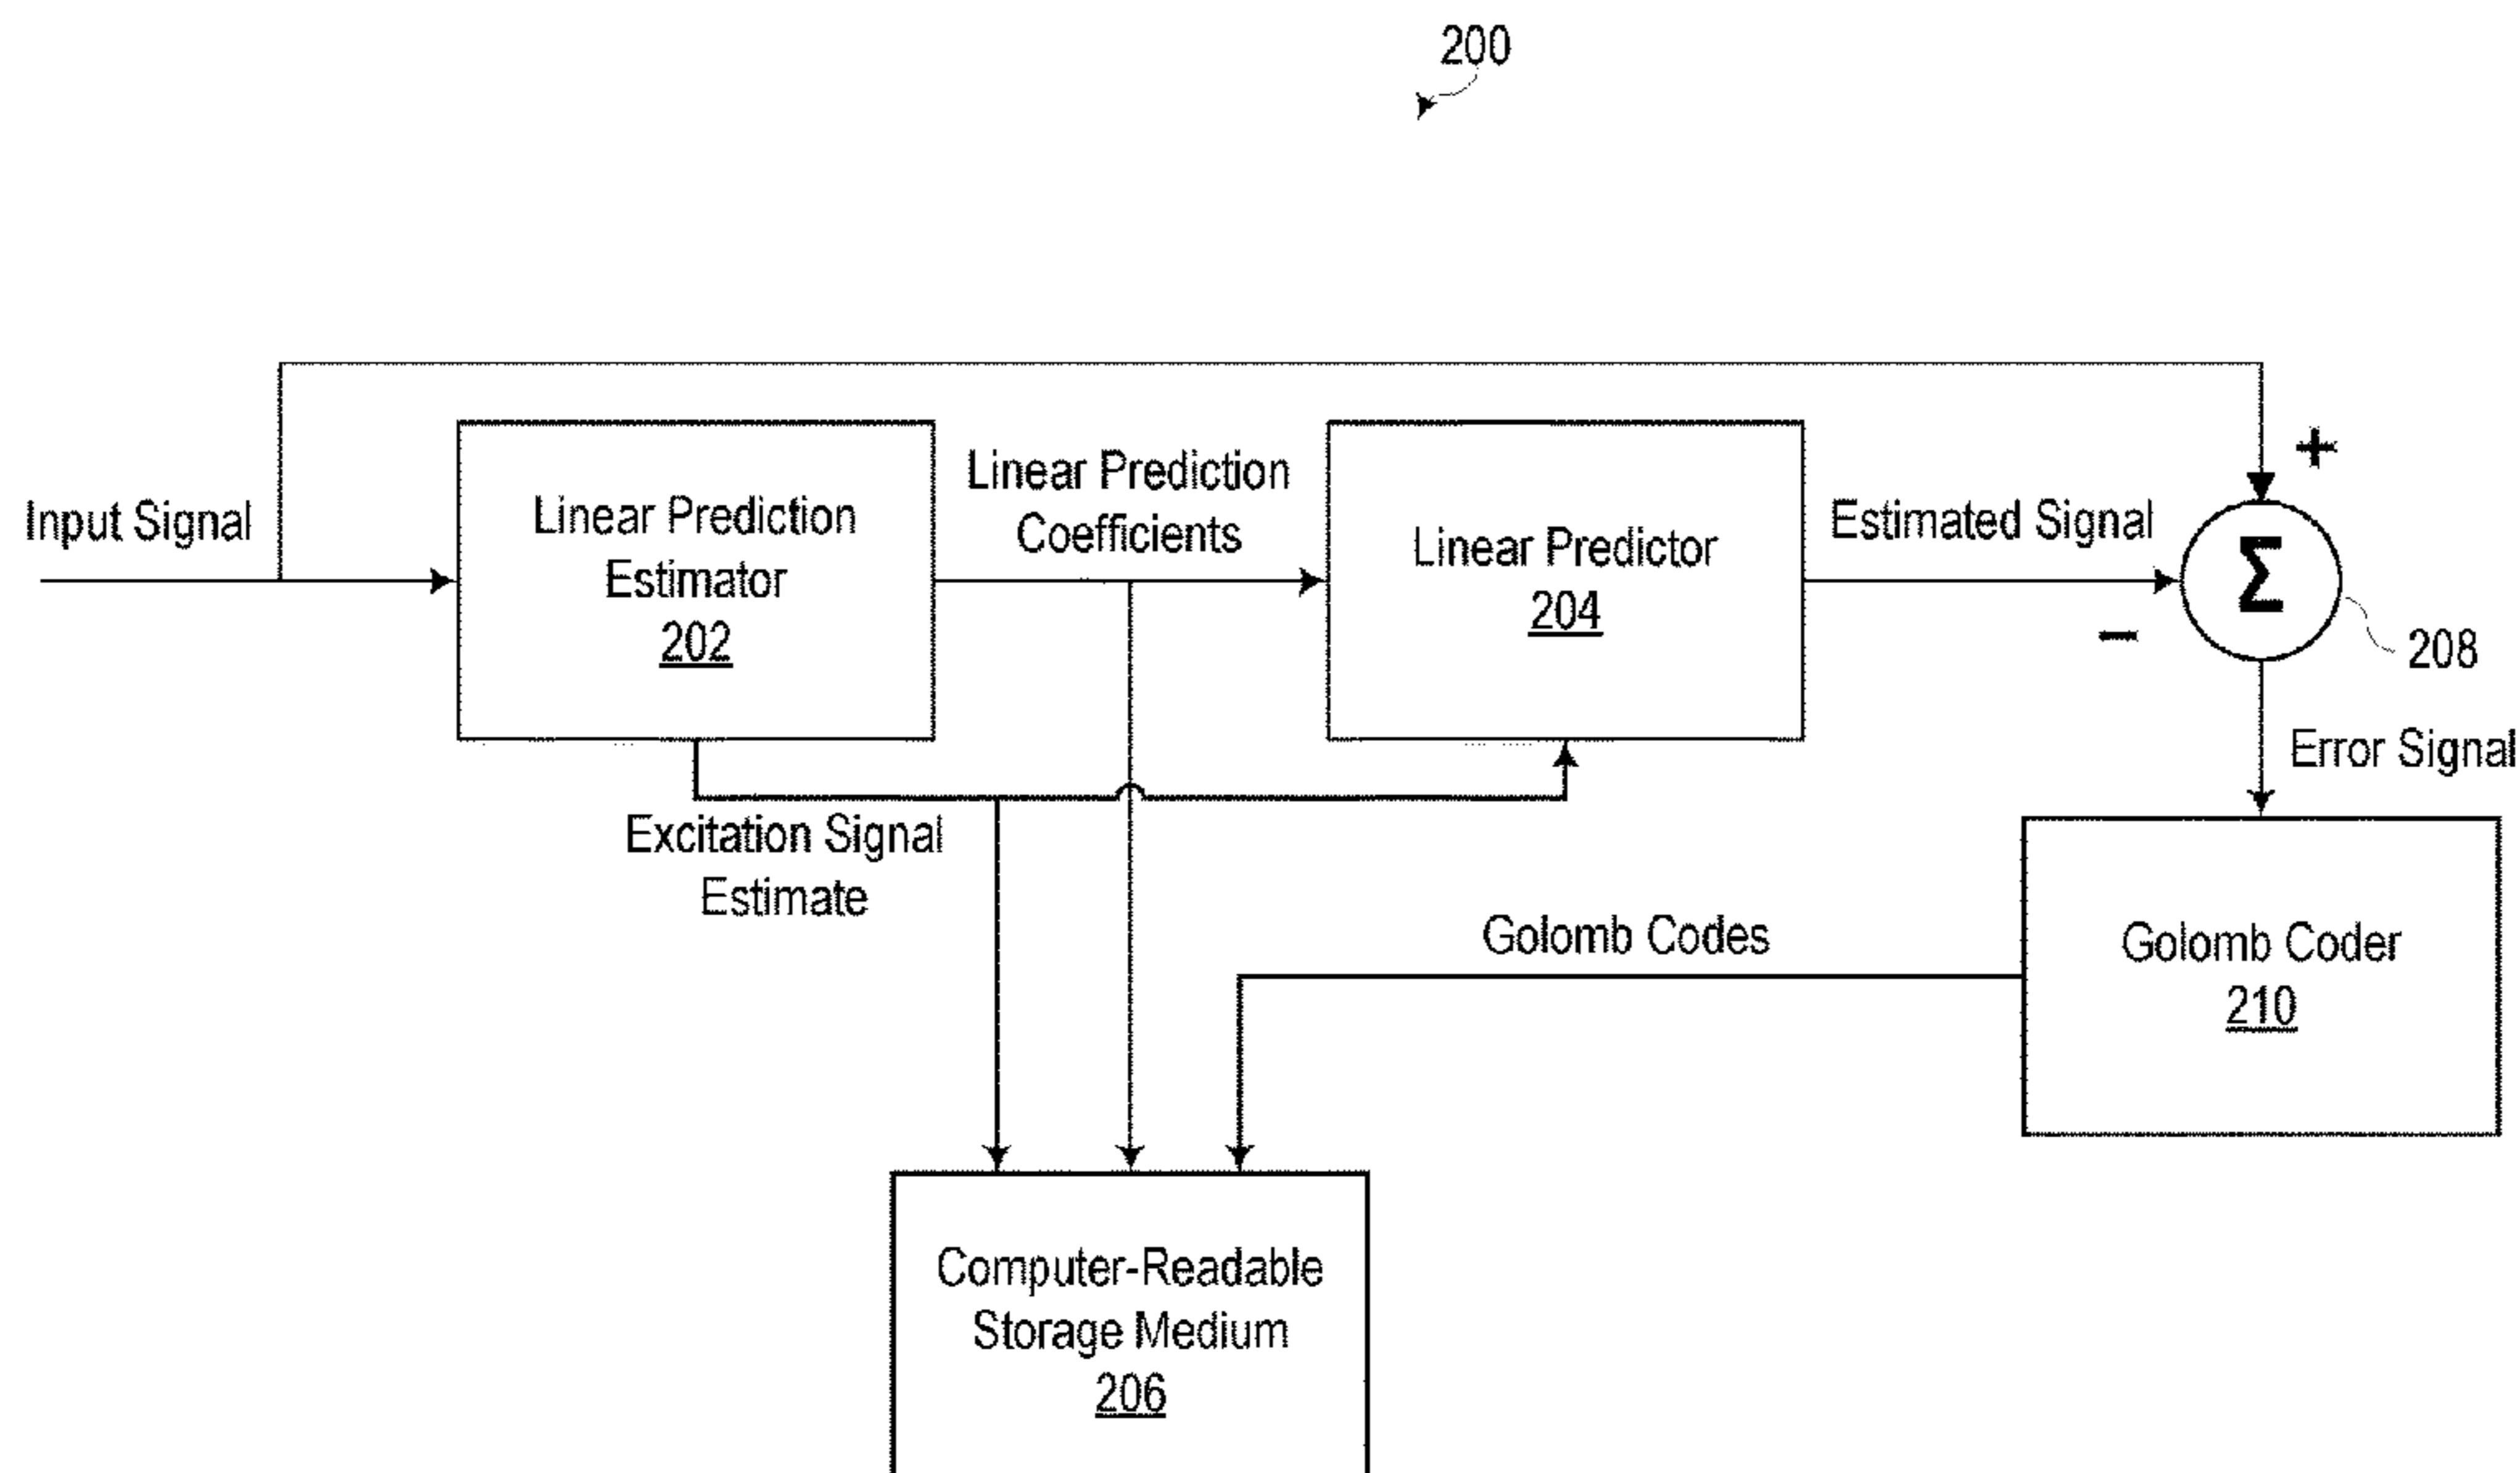 200
Input Signal
Linear Prediction
Estimator
202
Linear Prediction
Coefficients
Linear Predictor
204
Estimated Signal
+
Σ
−
208
Error Signal
Excitation Signal
Estimate
Golomb Codes
Golomb Coder
210
Computer-Readable
Storage Medium
206